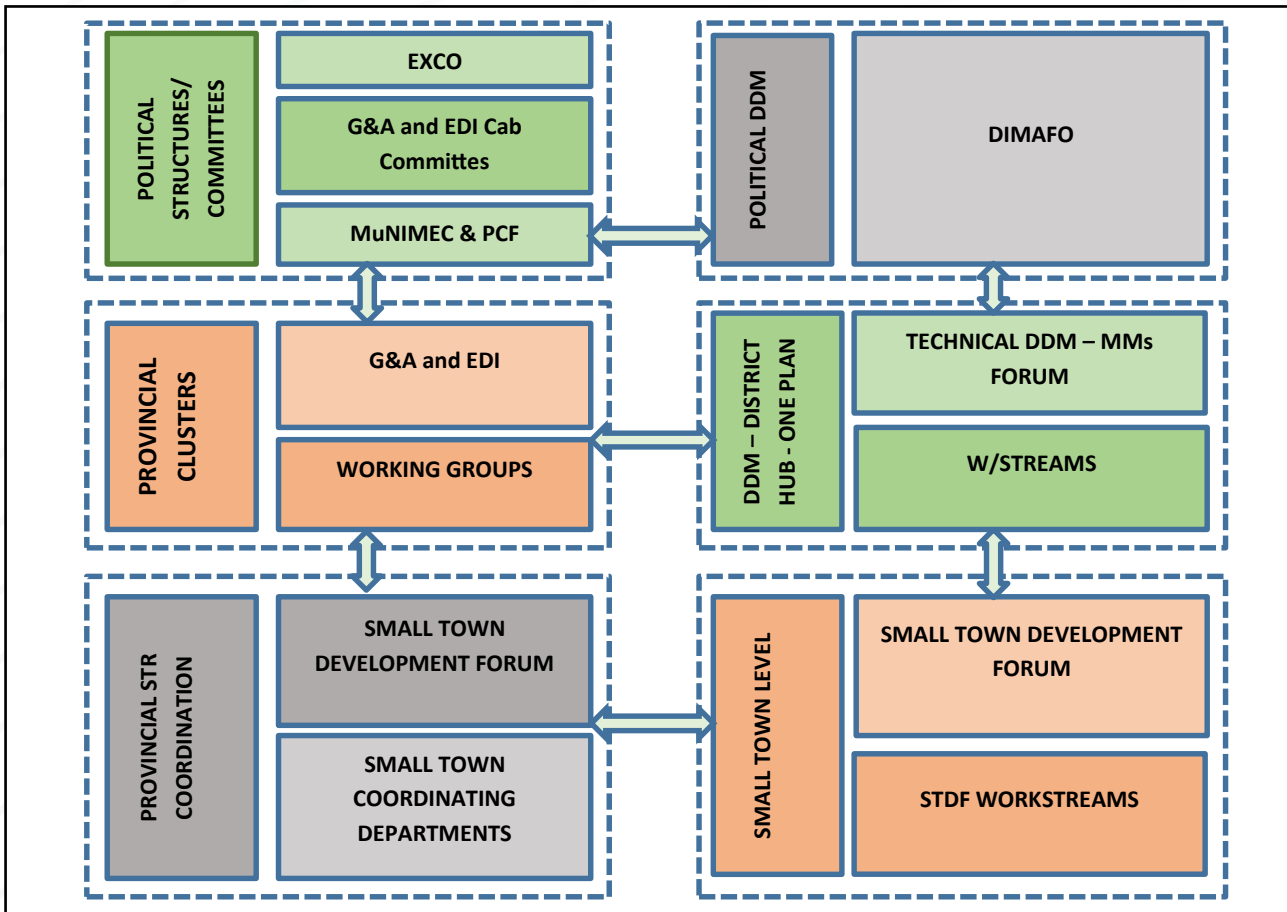 POLITICAL
STRUCTURES/
COMMITTEES
EXCO
G&A and EDI Cab
Committes
MuNIMEC & PCF
POLITICAL DDM
DIMAFO
PROVINCIAL
CLUSTERS
G&A and EDI
WORKING GROUPS
DDM – DISTRICT
HUB - ONE PLAN
TECHNICAL DDM – MMs
FORUM
W/STREAMS
PROVINCIAL STR
COORDINATION
SMALL TOWN
DEVELOPMENT FORUM
SMALL TOWN
COORDINATING
DEPARTMENTS
SMALL TOWN LEVEL
SMALL TOWN DEVELOPMENT
FORUM
STDF WORKSTREAMS